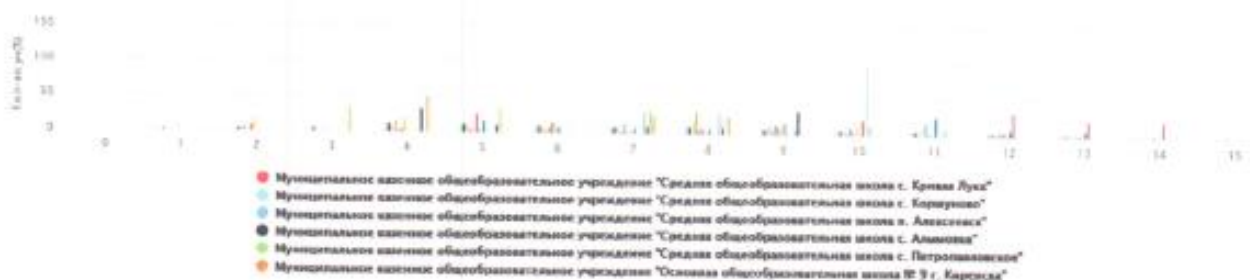 150
100
50
0
0 1 2 3 4 5 6 7 8 9 10 11 12 13 14 15
Муниципальное казенное общеобразовательное учреждение "Средняя общеобразовательная школа с. Кривая Лука"
Муниципальное казенное общеобразовательное учреждение "Средняя общеобразовательная школа с. Коршуново"
Муниципальное казенное общеобразовательное учреждение "Средняя общеобразовательная школа п. Алексеевск"
Муниципальное казенное общеобразовательное учреждение "Средняя общеобразовательная школа с. Алымовка"
Муниципальное казенное общеобразовательное учреждение "Средняя общеобразовательная школа с. Петропавловское"
Муниципальное казенное общеобразовательное учреждение "Основная общеобразовательная школа № 9 г. Киренска"